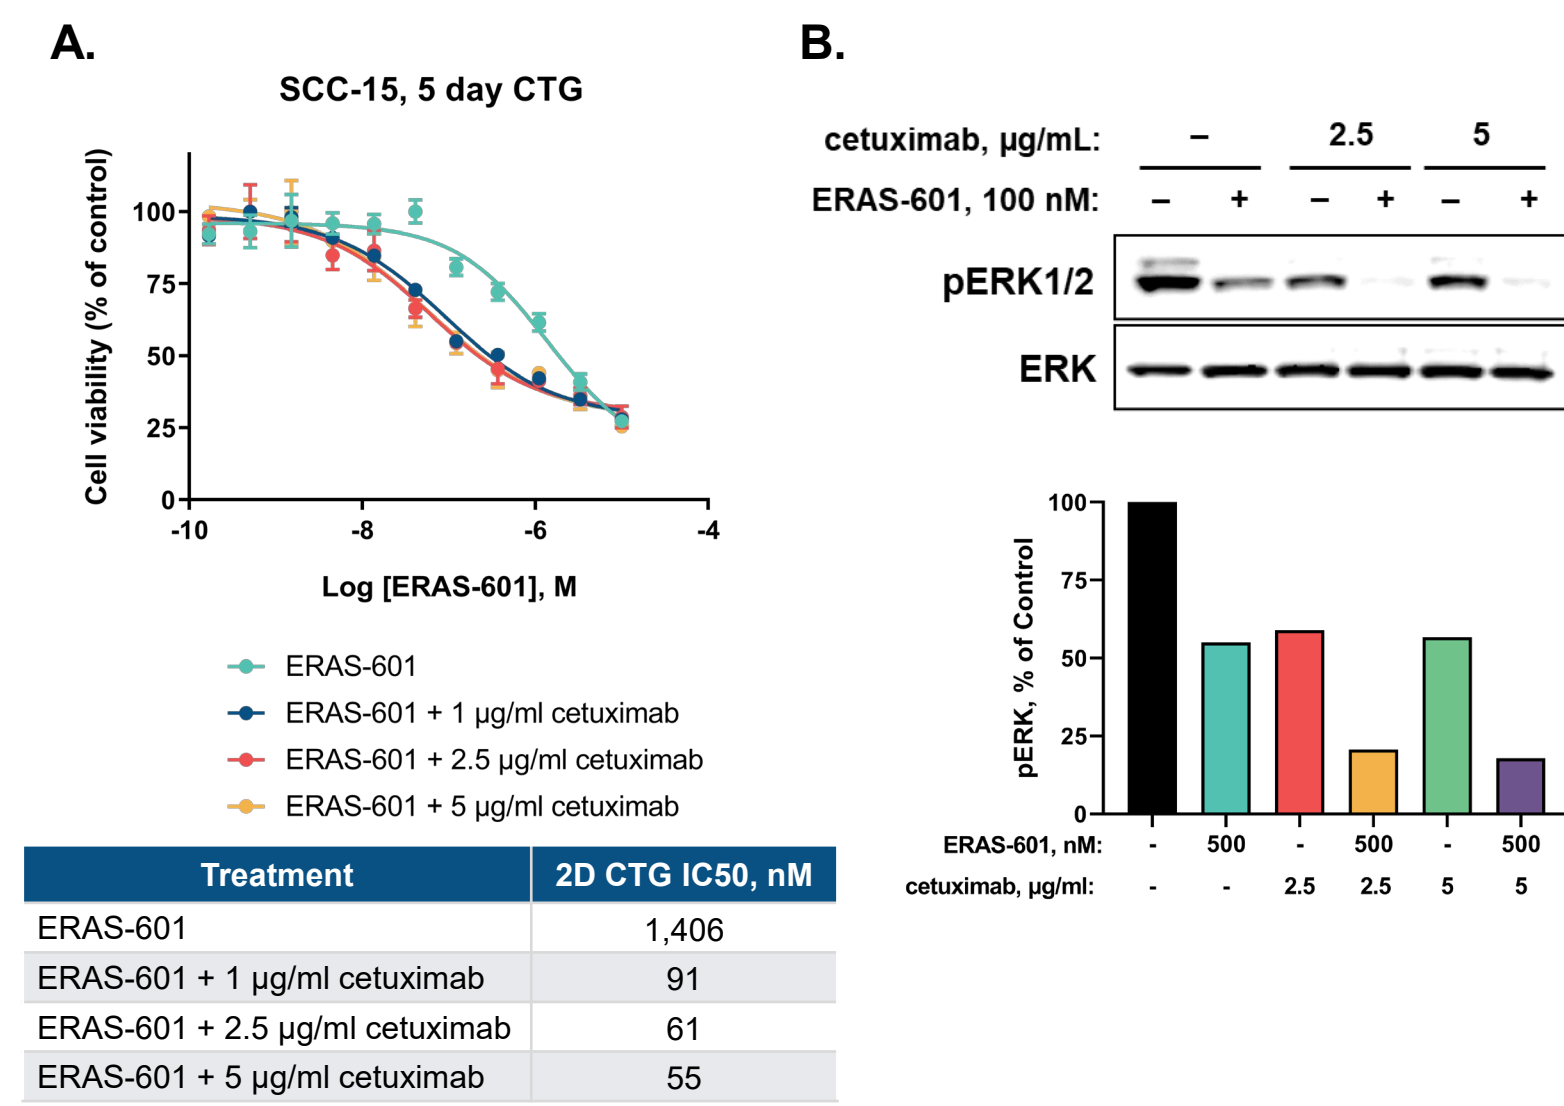 A.
SCC-15, 5 day CTG
Cell viability (% of control)
100
75
50
25
0
-10 -8 -6 -4
Log [ERAS-601], M
ERAS-601
ERAS-601 + 1 µg/ml cetuximab
ERAS-601 + 2.5 µg/ml cetuximab
ERAS-601 + 5 µg/ml cetuximab
Treatment 2D CTG IC50, nM
ERAS-601 1,406
ERAS-601 + 1 µg/ml cetuximab 91
ERAS-601 + 2.5 µg/ml cetuximab 61
ERAS-601 + 5 µg/ml cetuximab 55
B.
cetuximab, µg/mL: – 2.5 5
ERAS-601, 100 nM: – + – + – +
pERK1/2
ERK
pERK, % of Control
100
75
50
25
0
ERAS-601, nM: - 500 - 500 - 500
cetuximab, µg/ml: - - 2.5 2.5 5 5